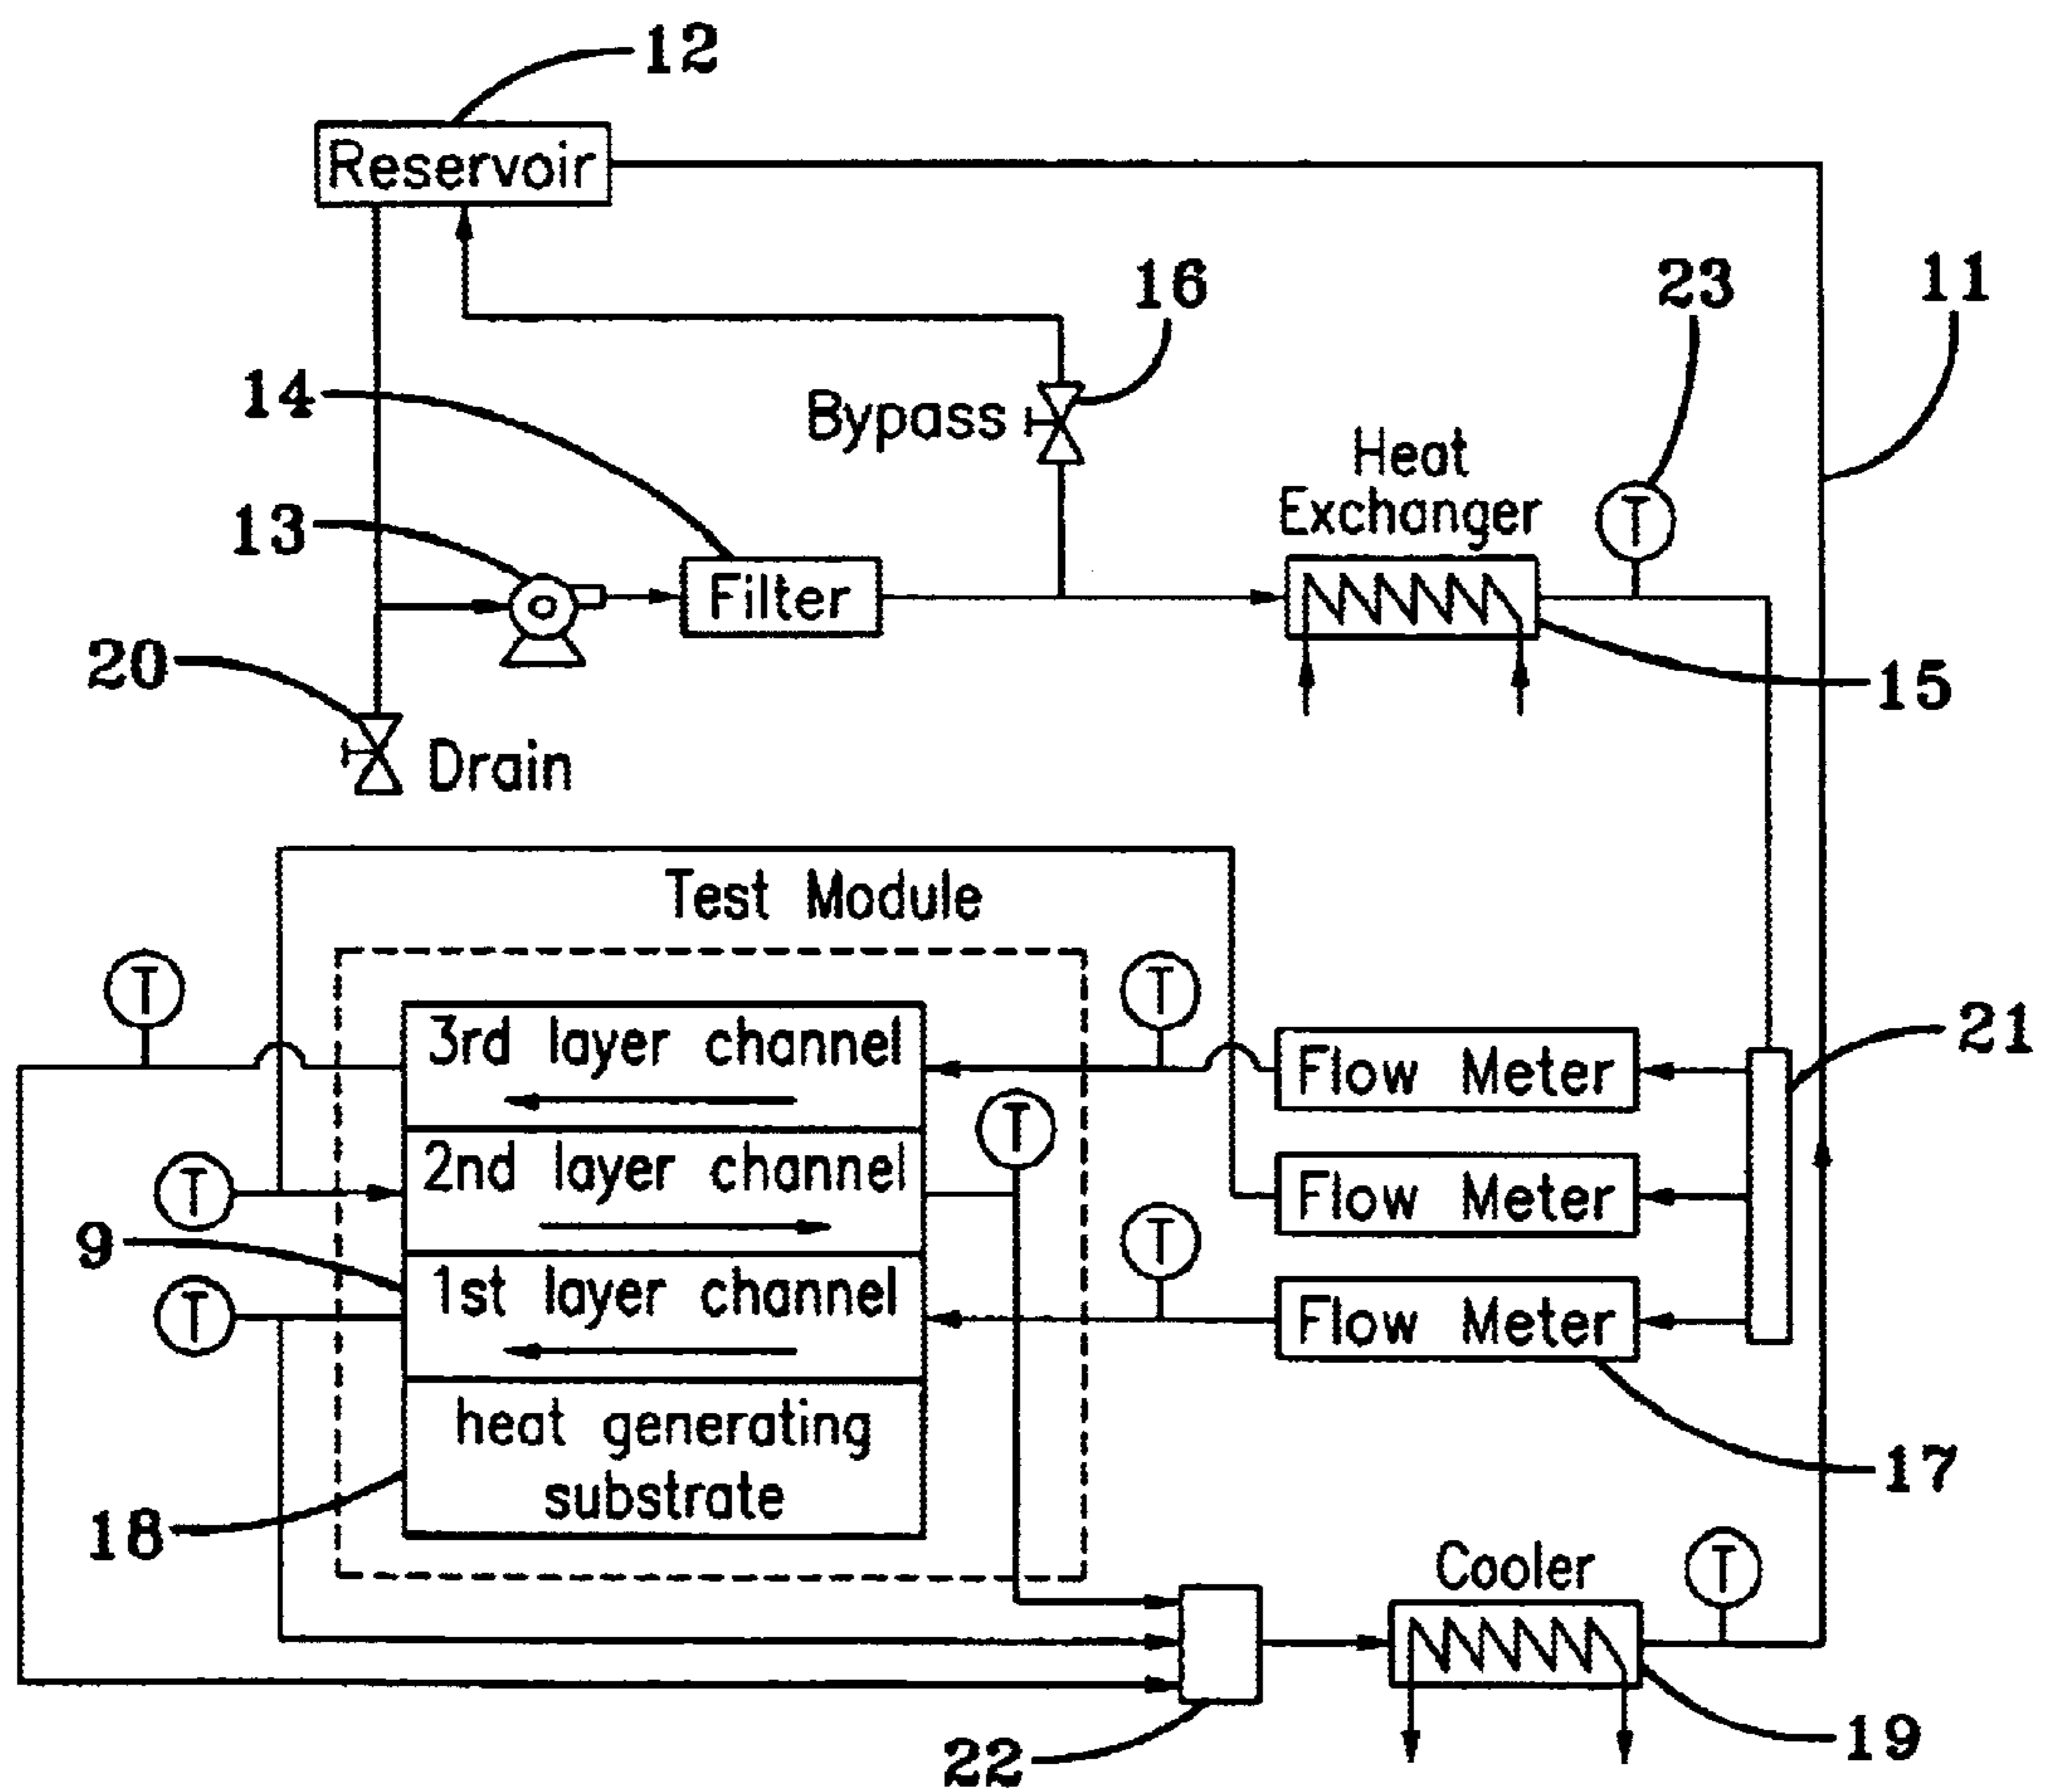 12
Reservoir
16
23
11
14
Bypass
Heat
Exchanger
T
13
Filter
20
15
Drain
Test Module
T
T
3rd layer channel
Flow Meter
21
T
2nd layer channel
T
Flow Meter
9
T
1st layer channel
T
Flow Meter
heat generating
substrate
17
18
Cooler
T
22
19